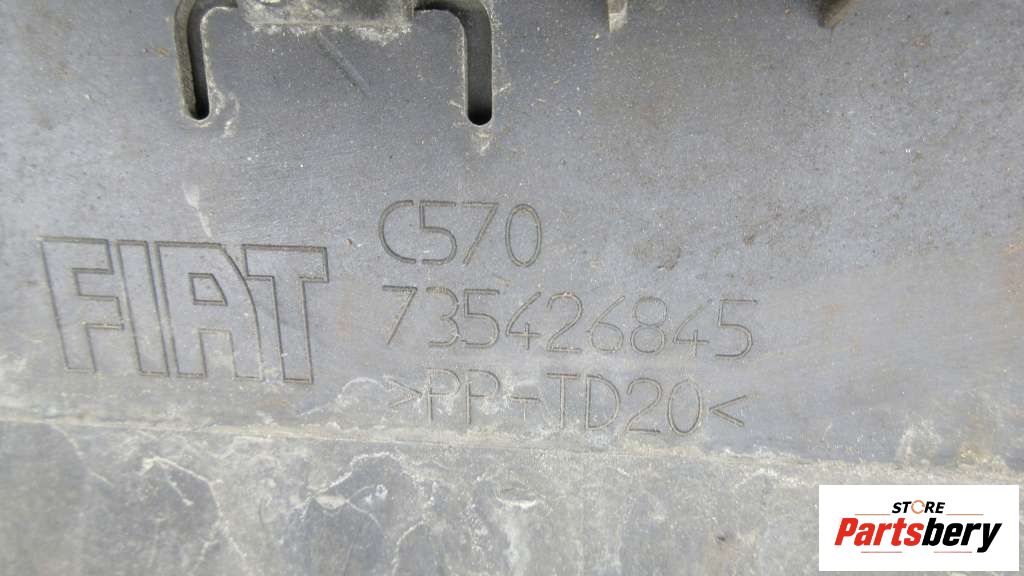 FIAT
C570
735426845
>PP-TD20<
STORE
Partsbery